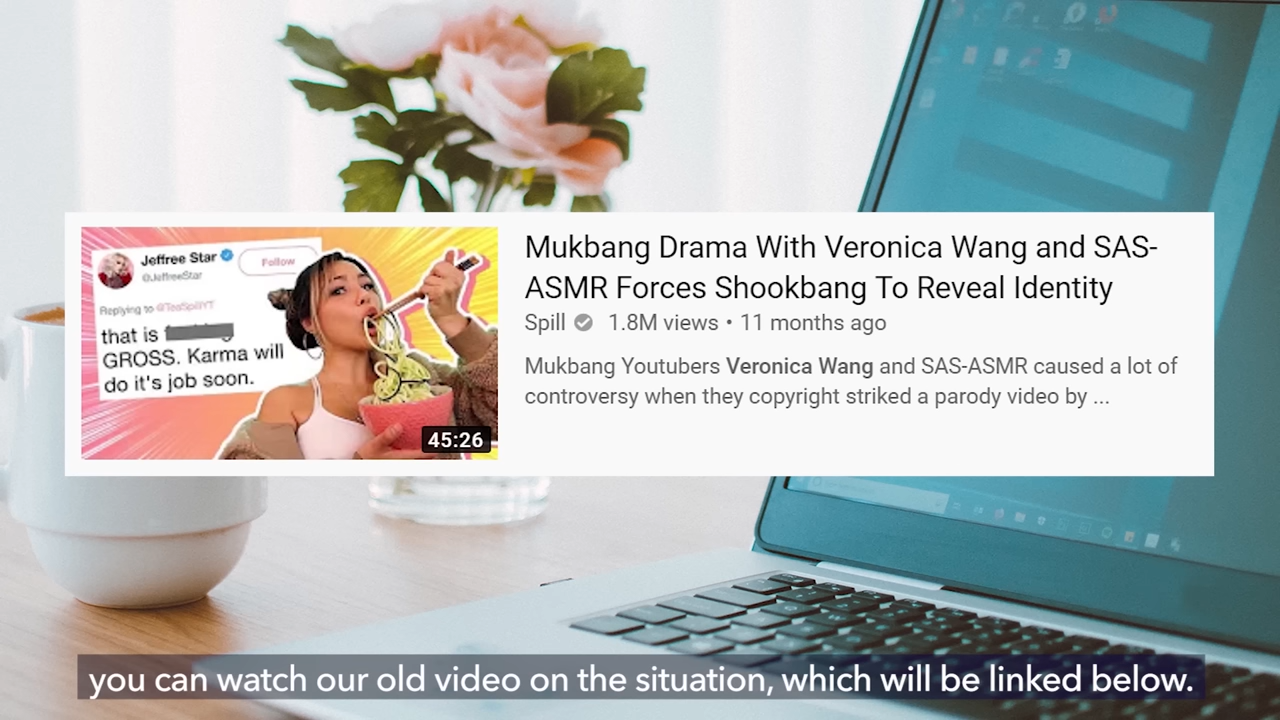 Jeffree Star
@JeffreeStar
Follow
Replying to @TeaSpillYT
that is
GROSS. Karma will
do it's job soon.
45:26
Mukbang Drama With Veronica Wang and SAS-
ASMR Forces Shookbang To Reveal Identity
Spill 1.8M views • 11 months ago
Mukbang Youtubers Veronica Wang and SAS-ASMR caused a lot of
controversy when they copyright striked a parody video by ...
you can watch our old video on the situation, which will be linked below.